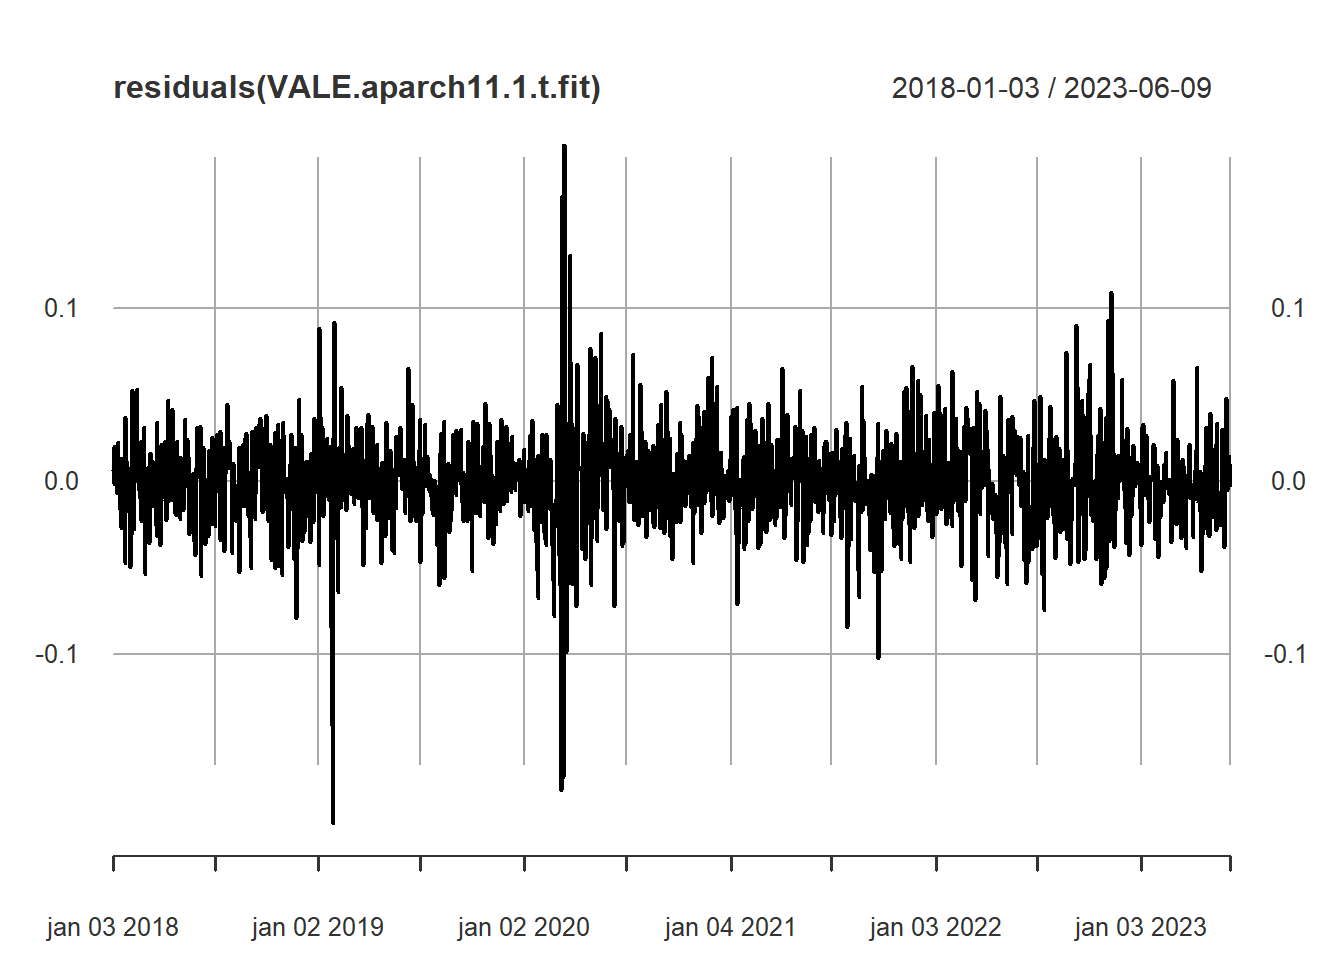 residuals(VALE.aparch11.1.t.fit) 2018-01-03 / 2023-06-09
0.1 0.1
0.0 0.0
-0.1 -0.1
jan 03 2018 jan 02 2019 jan 02 2020 jan 04 2021 jan 03 2022 jan 03 2023